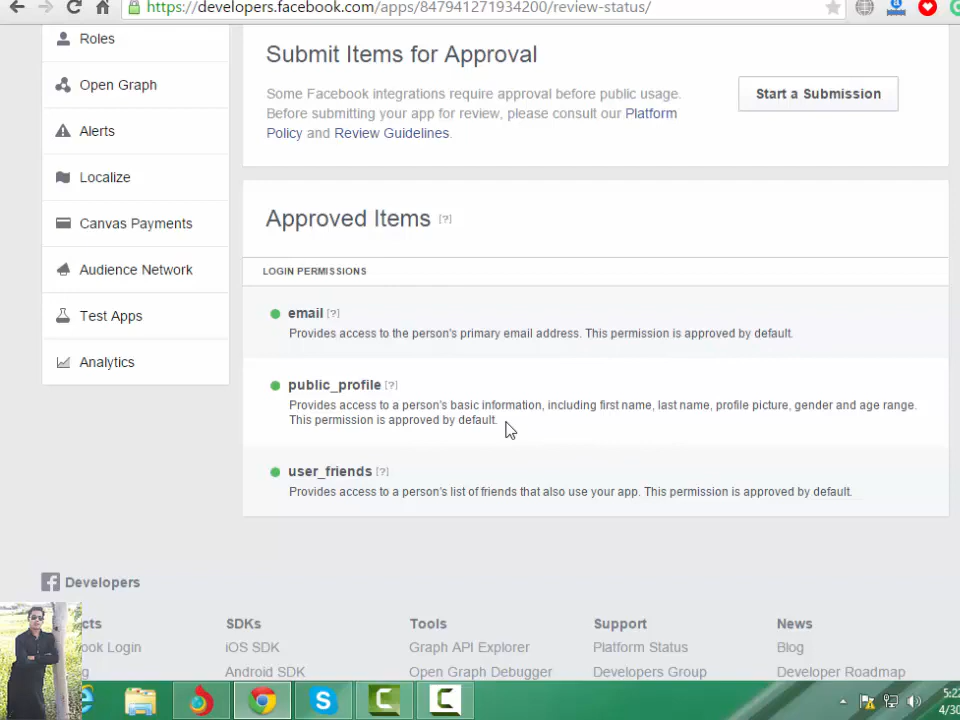 https://developers.facebook.com/apps/847941271934200/review-status/
Roles
Open Graph
Alerts
Localize
Canvas Payments
Audience Network
Test Apps
Analytics
Submit Items for Approval
Some Facebook integrations require approval before public usage.
Before submitting your app for review, please consult our Platform
Policy and Review Guidelines.
Start a Submission
Approved Items [?]
LOGIN PERMISSIONS
email [?]
Provides access to the person's primary email address. This permission is approved by default.
public_profile [?]
Provides access to a person's basic information, including first name, last name, profile picture, gender and age range.
This permission is approved by default.
user_friends [?]
Provides access to a person's list of friends that also use your app. This permission is approved by default.
Developers
SDKs
Tools
Support
News
Login
iOS SDK
Graph API Explorer
Platform Status
Blog
Android SDK
Open Graph Debugger
Developers Group
Developer Roadmap